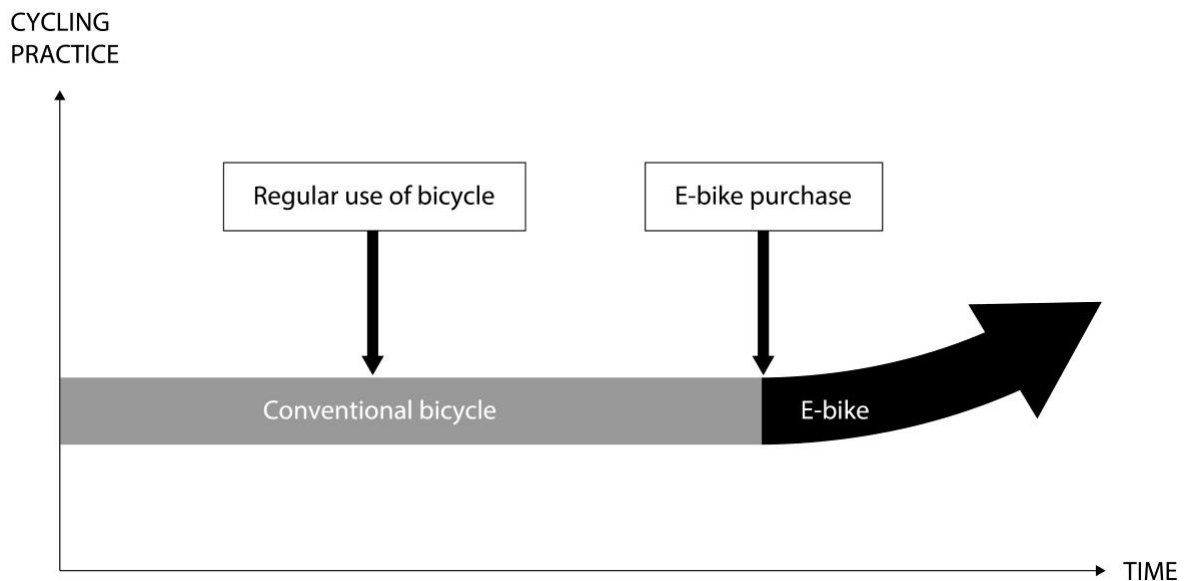 CYCLING
PRACTICE
Regular use of bicycle
E-bike purchase
Conventional bicycle
E-bike
TIME